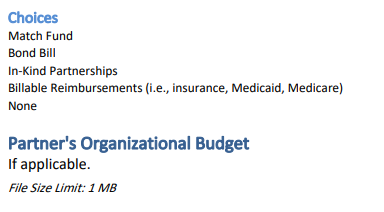 Choices
Match Fund
Bond Bill
In-Kind Partnerships
Billable Reimbursements (i.e., insurance, Medicaid, Medicare)
None
Partner's Organizational Budget
If applicable.
File Size Limit: 1 MB